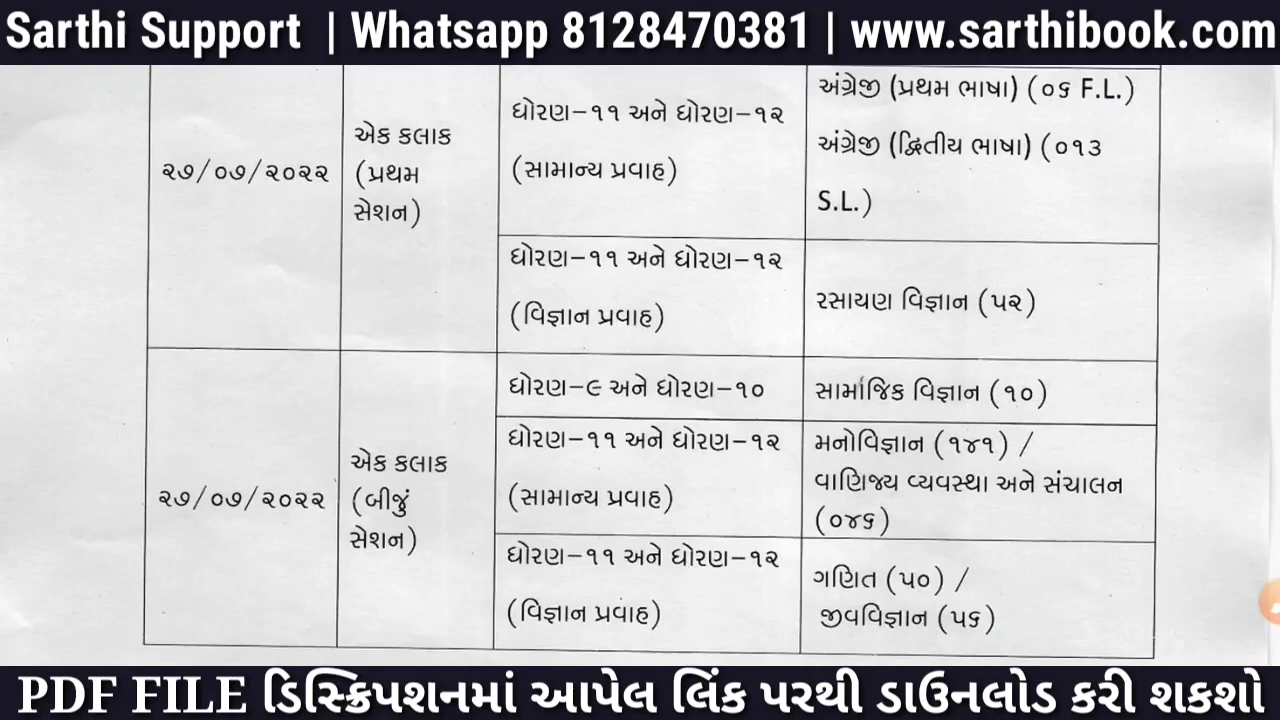 Sarthi Support | Whatsapp 8128470381 | www.sarthibook.com
૨૭/૦૭/૨૦૨૨
એક કલાક
(પ્રથમ
સેશન)
ધોરણ-૧૧ અને ધોરણ-૧૨
(સામાન્ય પ્રવાહ)
અંગ્રેજી (પ્રથમ ભાષા) (૦૬ F.L.)
અંગ્રેજી (દ્વિતીય ભાષા) (૦૧૩
S.L.)
ધોરણ-૧૧ અને ધોરણ-૧૨
(વિજ્ઞાન પ્રવાહ)
રસાયણ વિજ્ઞાન (૫૨)
૨૭/૦૭/૨૦૨૨
એક કલાક
(બીજું
સેશન)
ધોરણ-૯ અને ધોરણ-૧૦
સામાજિક વિજ્ઞાન (૧૦)
ધોરણ-૧૧ અને ધોરણ-૧૨
(સામાન્ય પ્રવાહ)
મનોવિજ્ઞાન (૧૪૧) /
વાણિજ્ય વ્યવસ્થા અને સંચાલન
(૦૪૬)
ધોરણ-૧૧ અને ધોરણ-૧૨
(વિજ્ઞાન પ્રવાહ)
ગણિત (૫૦) /
જીવવિજ્ઞાન (૫૬)
PDF FILE ડિસ્ક્રિપશનમાં આપેલ લિંક પરથી ડાઉનલોડ કરી શકશો